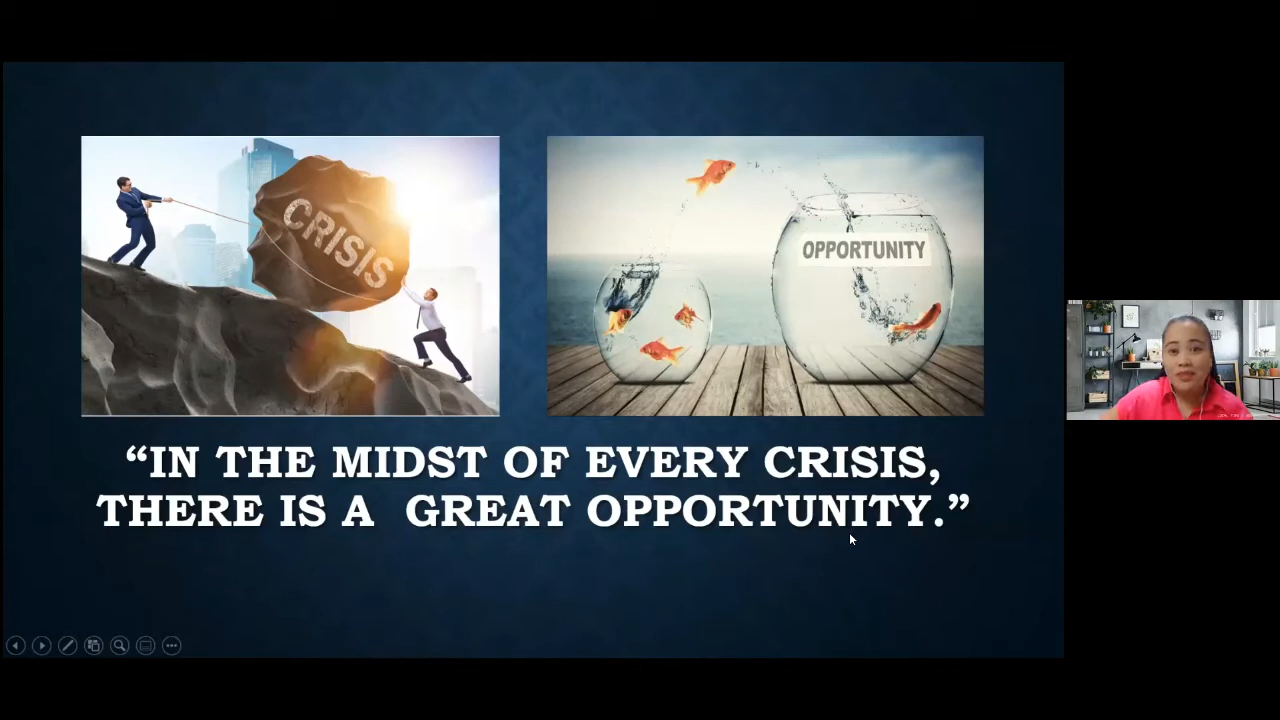 CRISIS
OPPORTUNITY
“IN THE MIDST OF EVERY CRISIS,
THERE IS A GREAT OPPORTUNITY.”